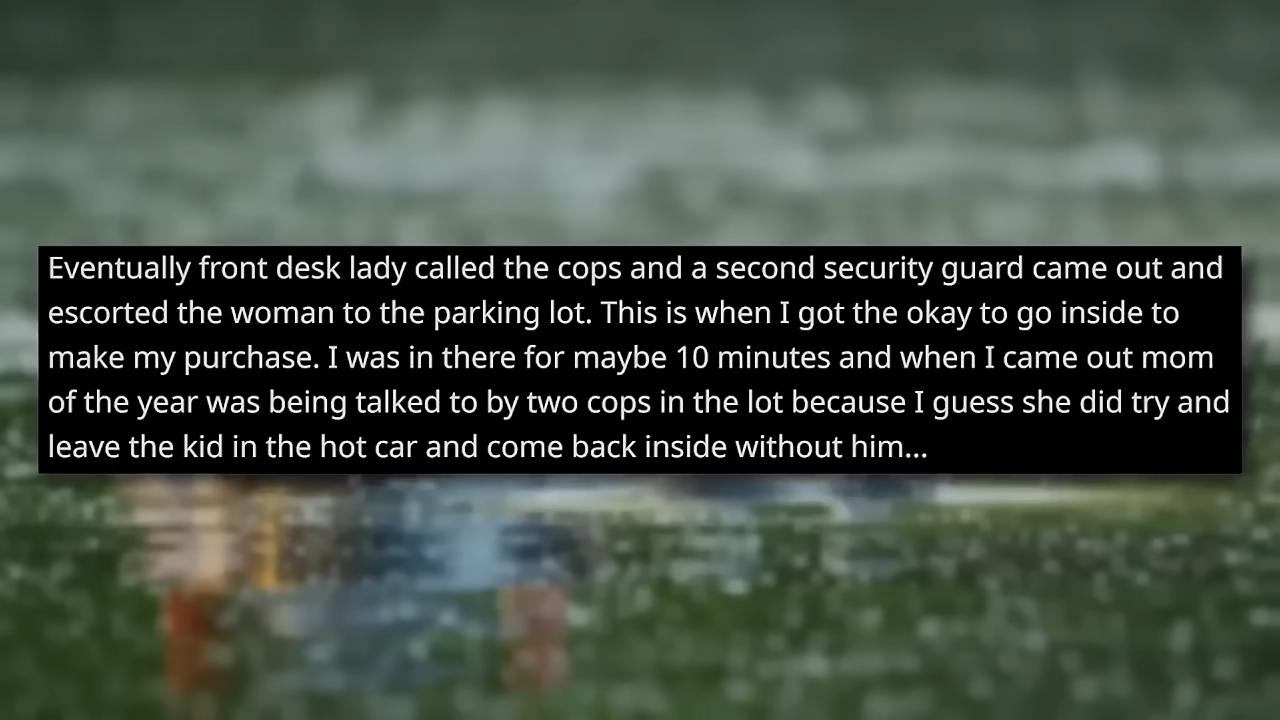 Eventually front desk lady called the cops and a second security guard came out and
escorted the woman to the parking lot. This is when I got the okay to go inside to
make my purchase. I was in there for maybe 10 minutes and when I came out mom
of the year was being talked to by two cops in the lot because I guess she did try and
leave the kid in the hot car and come back inside without him...